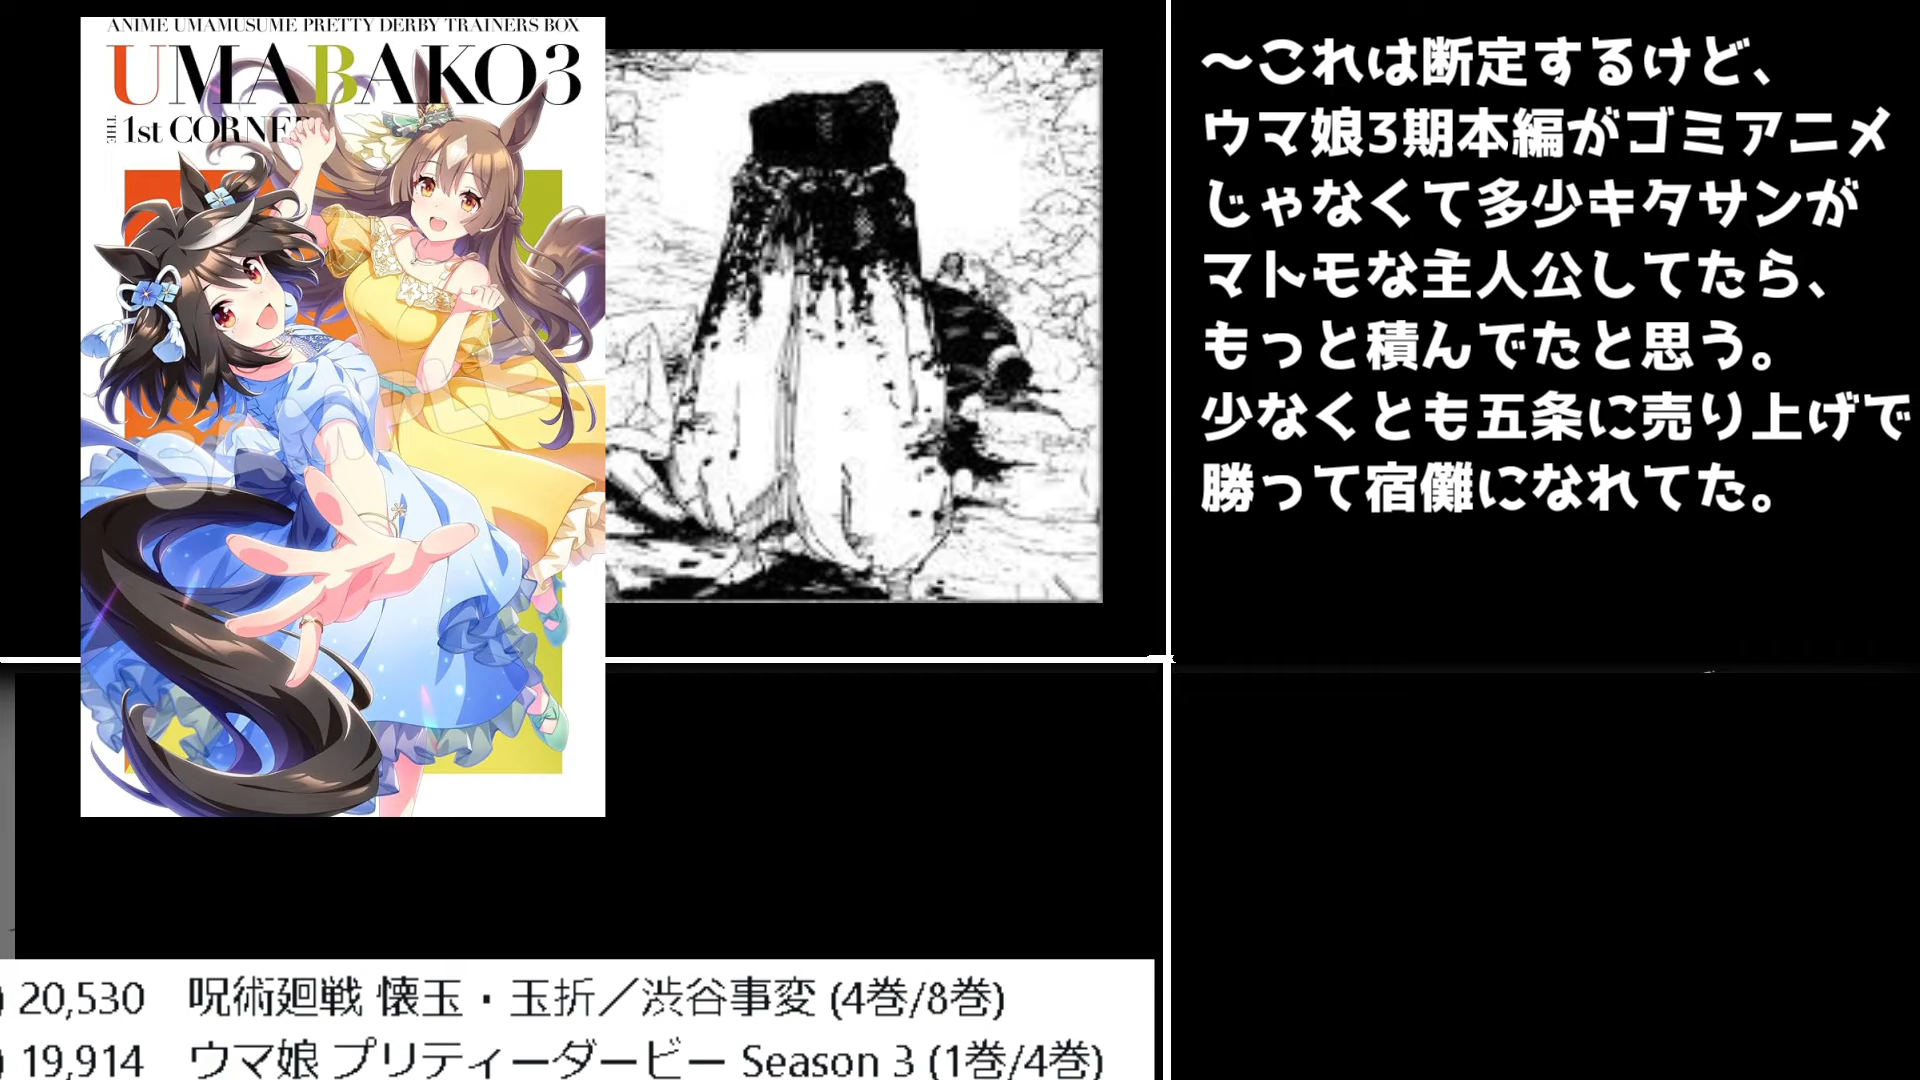 ANIME UMAMUSUME PRETTY DERBY TRAINERS BOX
UMABAKO3
THE 1st CORNE
SAMPLE
～これは断定するけど、
ウマ娘3期本編がゴミアニメ
じゃなくて多少キタサンが
マトモな主人公してたら、
もっと積んでたと思う。
少なくとも五条に売り上げで
勝って宿儺になれてた。
) 20,530 呪術廻戦 懐玉・玉折／渋谷事変 (4巻/8巻)
) 19,914 ウマ娘 プリティーダービー Season 3 (1巻/4巻)